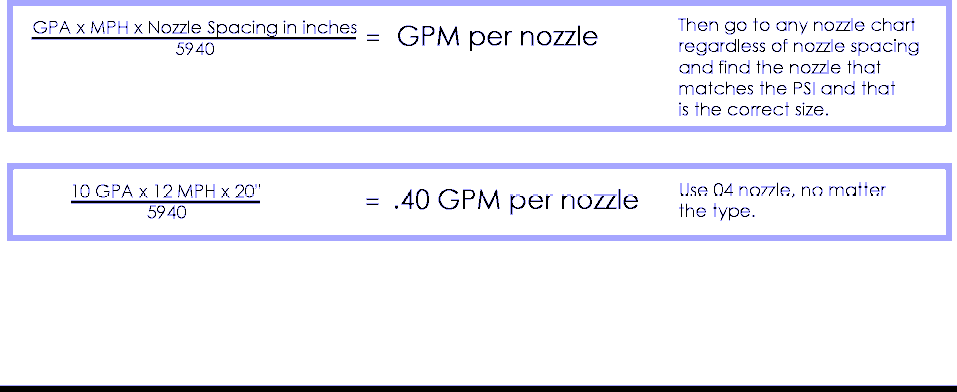 GPA x MPH x Nozzle Spacing in inches
5940
= GPM per nozzle
Then go to any nozzle chart
regardless of nozzle spacing
and find the nozzle that
matches the PSI and that
is the correct size.
10 GPA x 12 MPH x 20"
5940
= .40 GPM per nozzle
Use 04 nozzle, no matter
the type.